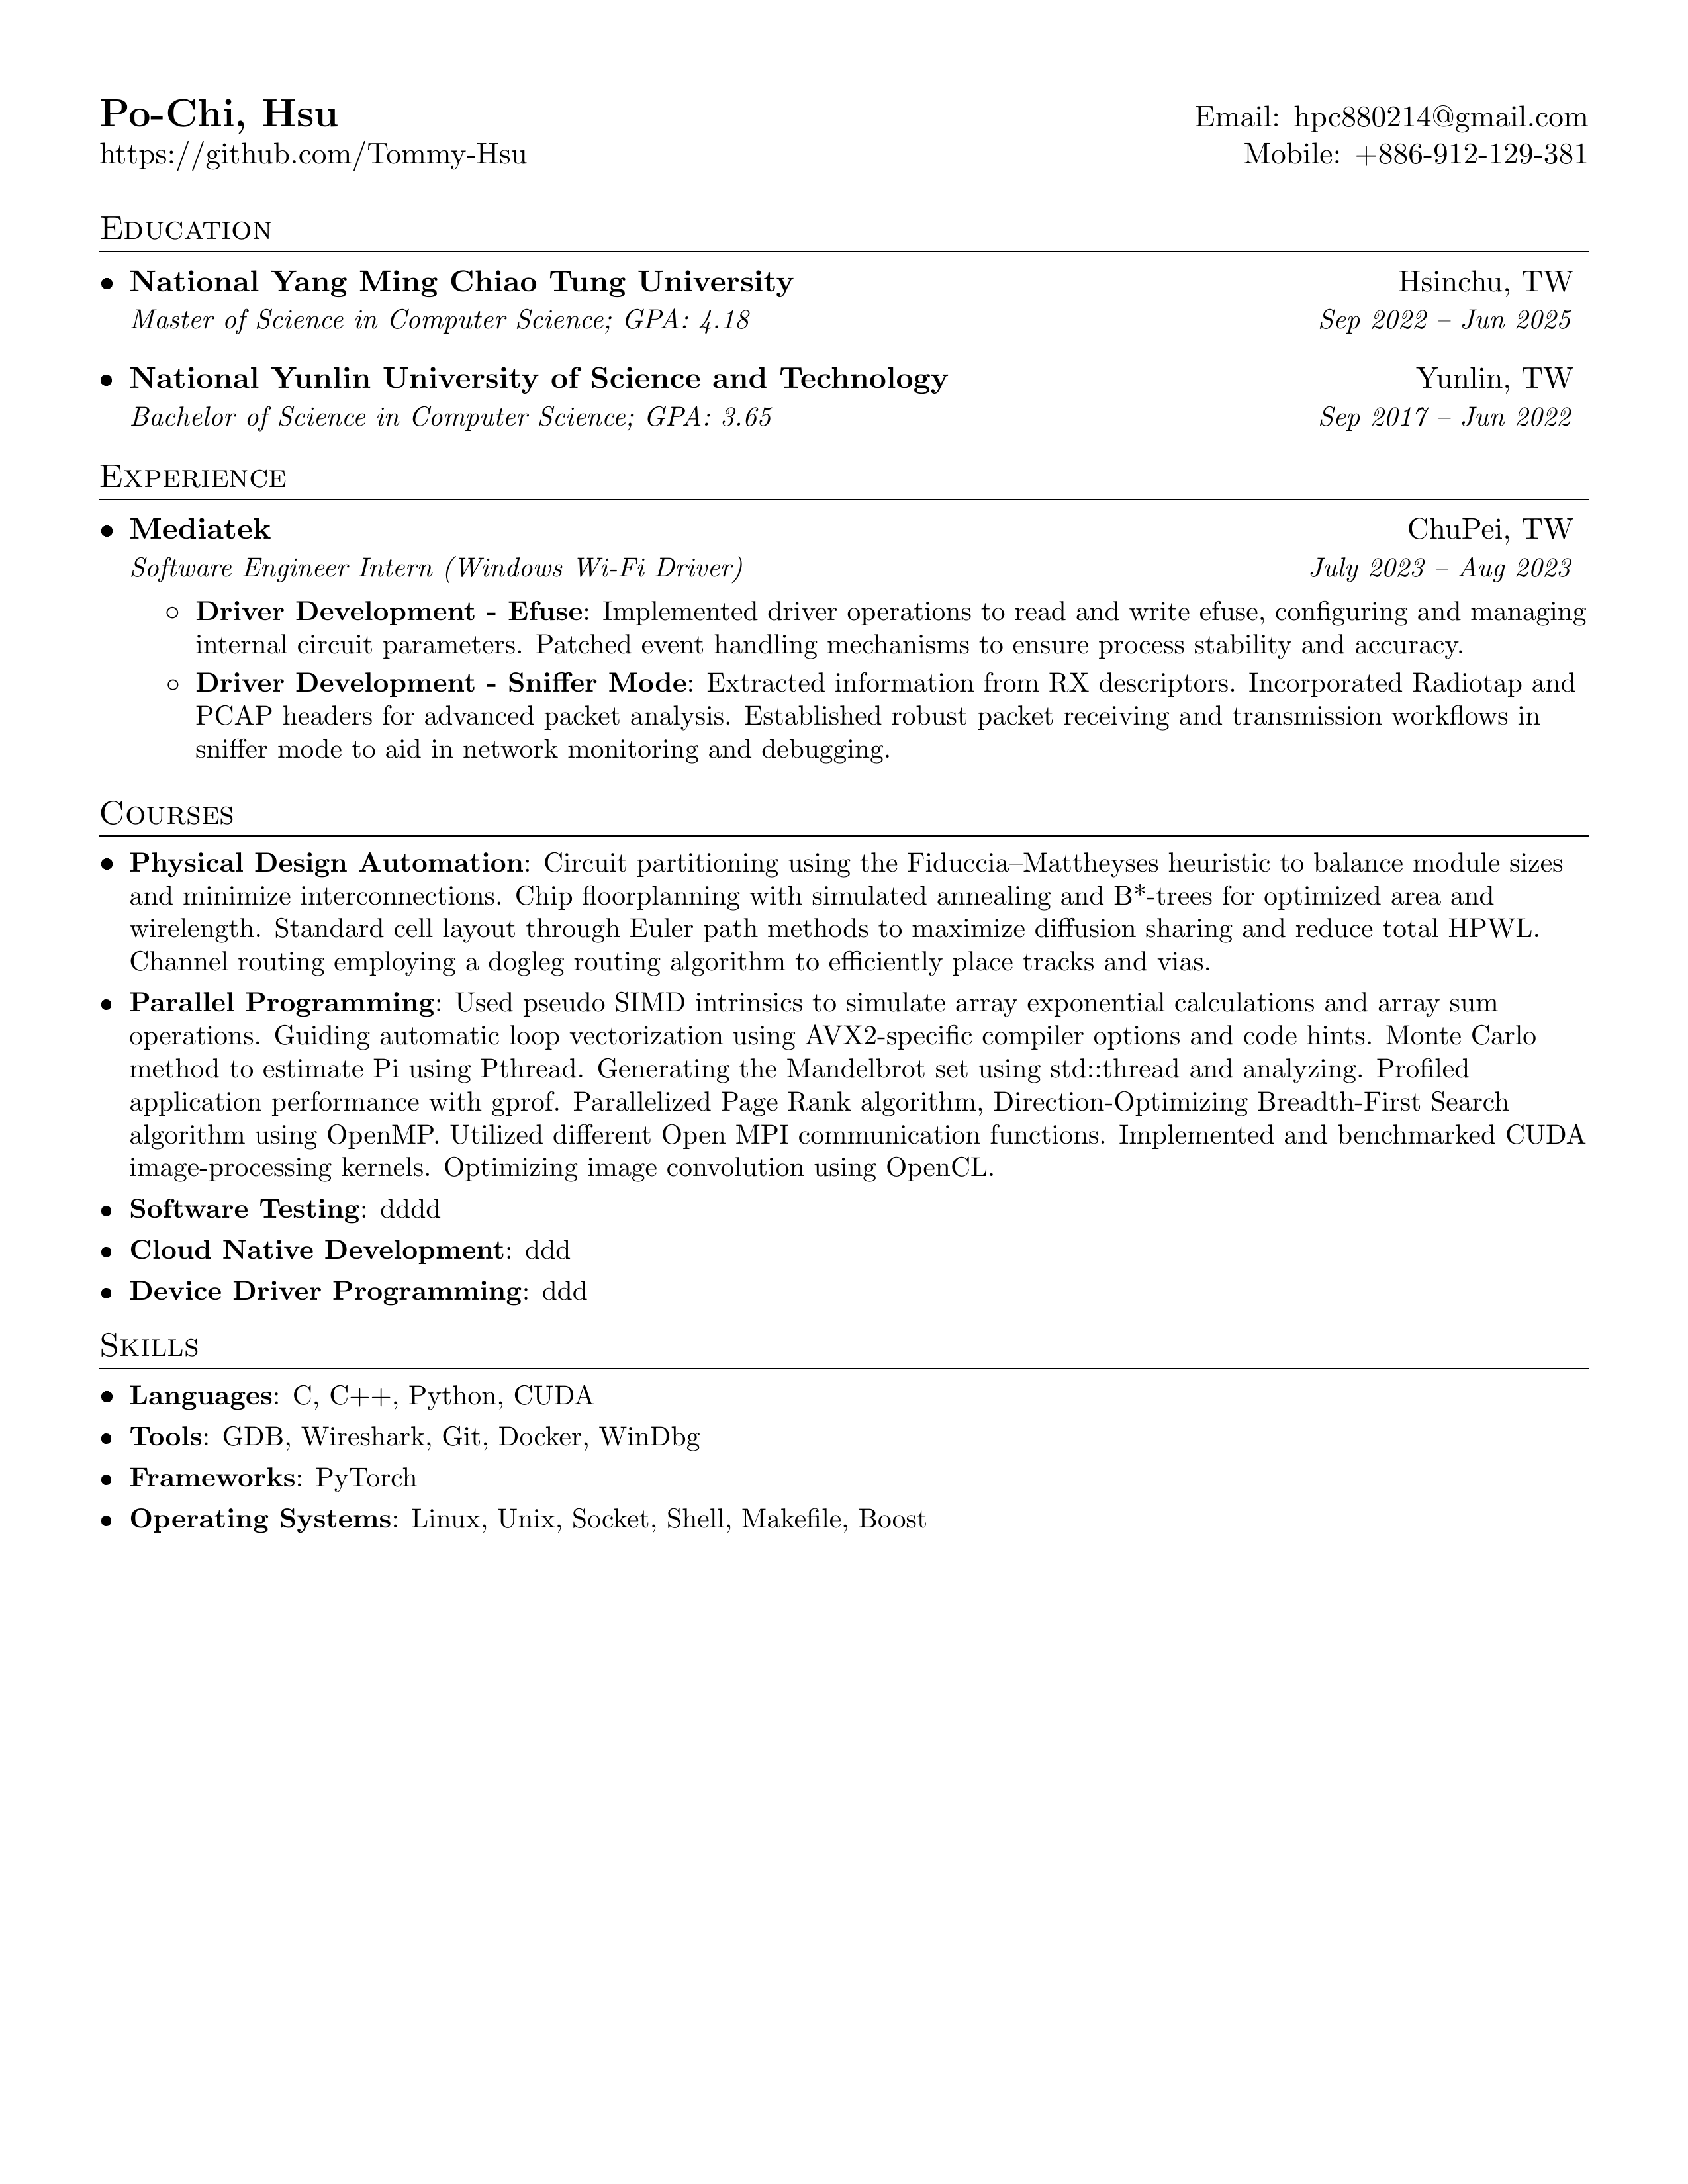 Po-Chi, Hsu
Email: hpc880214@gmail.com
https://github.com/Tommy-Hsu
Mobile: +886-912-129-381
Education
• National Yang Ming Chiao Tung University
Hsinchu, TW
Master of Science in Computer Science; GPA: 4.18
Sep 2022 – Jun 2025
• National Yunlin University of Science and Technology
Yunlin, TW
Bachelor of Science in Computer Science; GPA: 3.65
Sep 2017 – Jun 2022
Experience
• Mediatek
ChuPei, TW
Software Engineer Intern (Windows Wi-Fi Driver)
July 2023 – Aug 2023
◦ Driver Development - Efuse: Implemented driver operations to read and write efuse, configuring and managing
internal circuit parameters. Patched event handling mechanisms to ensure process stability and accuracy.
◦ Driver Development - Sniffer Mode: Extracted information from RX descriptors. Incorporated Radiotap and
PCAP headers for advanced packet analysis. Established robust packet receiving and transmission workflows in
sniffer mode to aid in network monitoring and debugging.
Courses
• Physical Design Automation: Circuit partitioning using the Fiduccia–Mattheyses heuristic to balance module sizes
and minimize interconnections. Chip floorplanning with simulated annealing and B*-trees for optimized area and
wirelength. Standard cell layout through Euler path methods to maximize diffusion sharing and reduce total HPWL.
Channel routing employing a dogleg routing algorithm to efficiently place tracks and vias.
• Parallel Programming: Used pseudo SIMD intrinsics to simulate array exponential calculations and array sum
operations. Guiding automatic loop vectorization using AVX2-specific compiler options and code hints. Monte Carlo
method to estimate Pi using Pthread. Generating the Mandelbrot set using std::thread and analyzing. Profiled
application performance with gprof. Parallelized Page Rank algorithm, Direction-Optimizing Breadth-First Search
algorithm using OpenMP. Utilized different Open MPI communication functions. Implemented and benchmarked CUDA
image-processing kernels. Optimizing image convolution using OpenCL.
• Software Testing: dddd
• Cloud Native Development: ddd
• Device Driver Programming: ddd
Skills
• Languages: C, C++, Python, CUDA
• Tools: GDB, Wireshark, Git, Docker, WinDbg
• Frameworks: PyTorch
• Operating Systems: Linux, Unix, Socket, Shell, Makefile, Boost